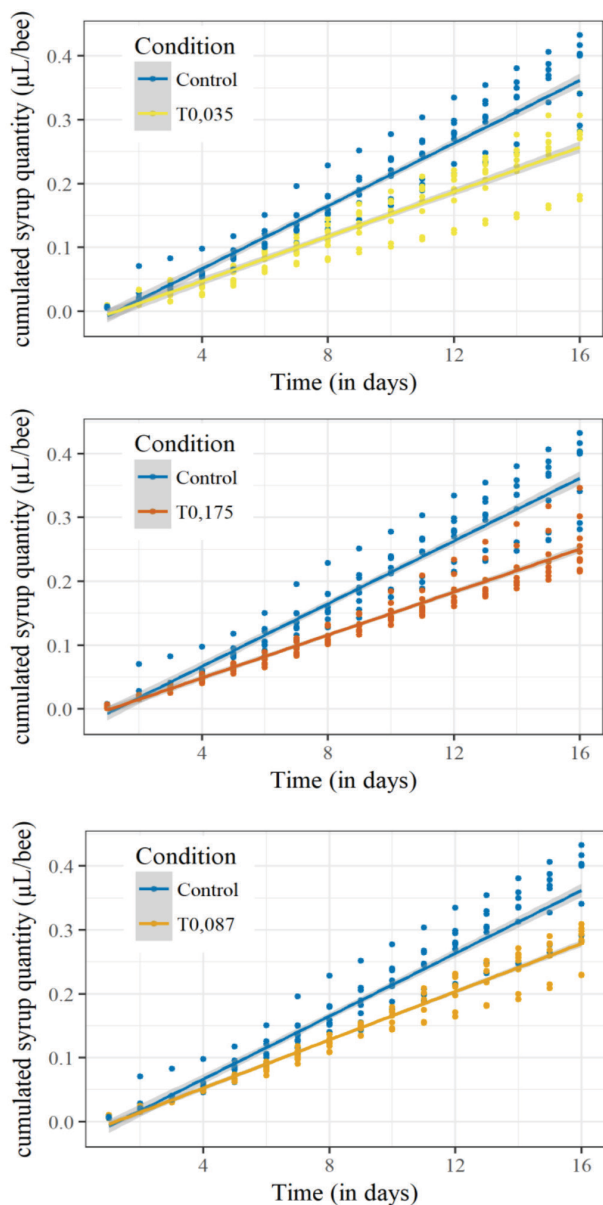 cumulated syrup quantity (µL/bee)
0.4
0.3
0.2
0.1
0.0
Condition
Control
T0,035
4
8
12
16
Time (in days)
cumulated syrup quantity (µL/bee)
0.4
0.3
0.2
0.1
0.0
Condition
Control
T0,175
4
8
12
16
Time (in days)
cumulated syrup quantity (µL/bee)
0.4
0.3
0.2
0.1
0.0
Condition
Control
T0,087
4
8
12
16
Time (in days)